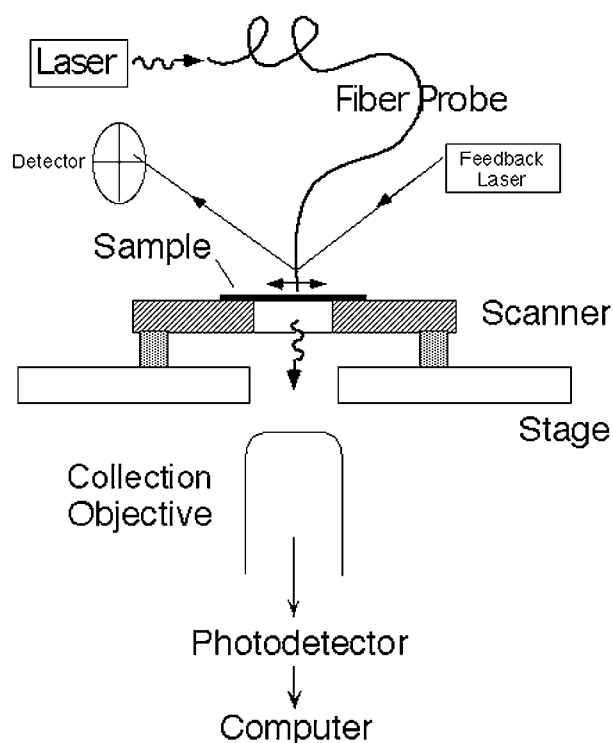 Laser
Fiber Probe
Detector
Feedback
Laser
Sample
Scanner
Stage
Collection
Objective
Photodetector
Computer